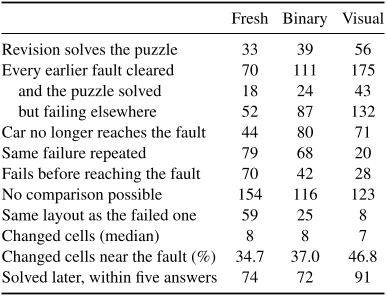 Fresh Binary Visual
Revision solves the puzzle 33 39 56
Every earlier fault cleared 70 111 175
and the puzzle solved 18 24 43
but failing elsewhere 52 87 132
Car no longer reaches the fault 44 80 71
Same failure repeated 79 68 20
Fails before reaching the fault 70 42 28
No comparison possible 154 116 123
Same layout as the failed one 59 25 8
Changed cells (median) 8 8 7
Changed cells near the fault (%) 34.7 37.0 46.8
Solved later, within five answers 74 72 91